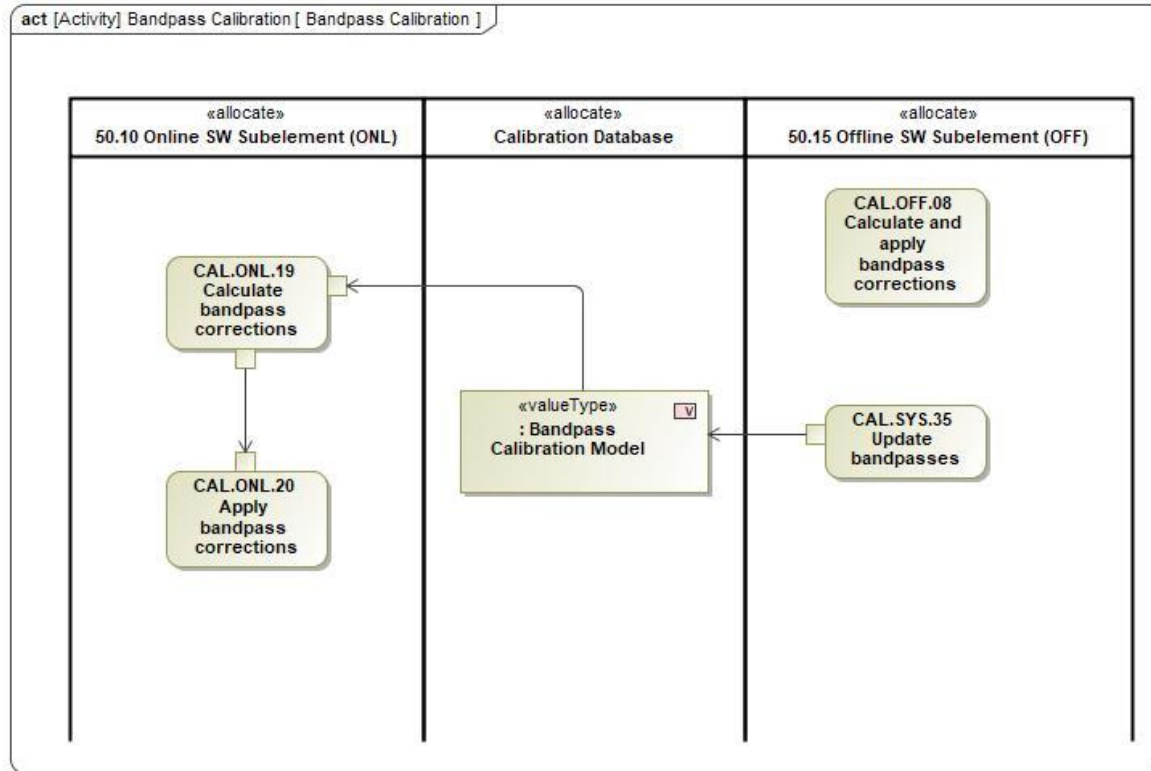 act [Activity] Bandpass Calibration [ Bandpass Calibration ]
«allocate»
50.10 Online SW Subelement (ONL)
«allocate»
Calibration Database
«allocate»
50.15 Offline SW Subelement (OFF)
CAL.OFF.08
Calculate and
apply
bandpass
corrections
CAL.ONL.19
Calculate
bandpass
corrections
«valueType»
V
: Bandpass
Calibration Model
CAL.SYS.35
Update
bandpasses
CAL.ONL.20
Apply
bandpass
corrections